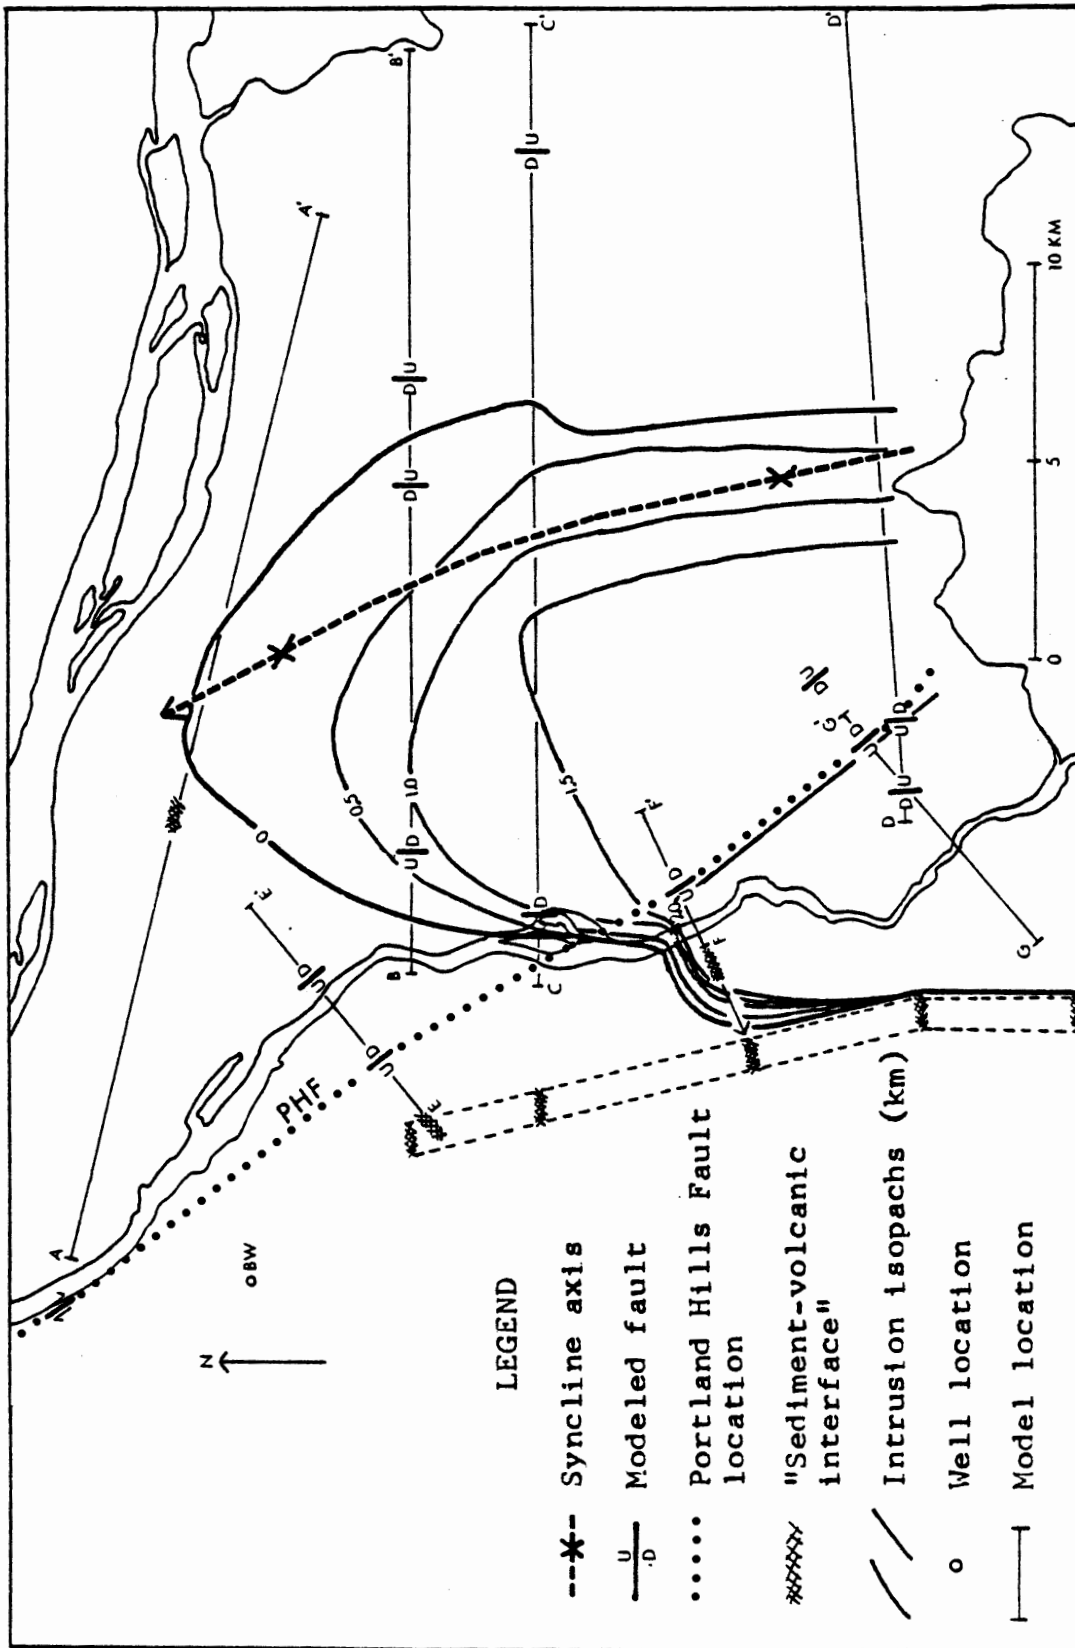 N
A
A'
B
B'
C
C'
D
D'
E
E'
F
F'
G
G'
PHF
BW
0
0.5
1.0
1.5
1.0
U D
U D
U D
D U
D U
D
D U
U D
U D
U D
D U
D U
0 5 10 KM
LEGEND
Syncline axis
U
D
Modeled fault
Portland Hills Fault
location
"Sediment-volcanic
interface"
Intrusion isopachs (km)
Well location
Model location